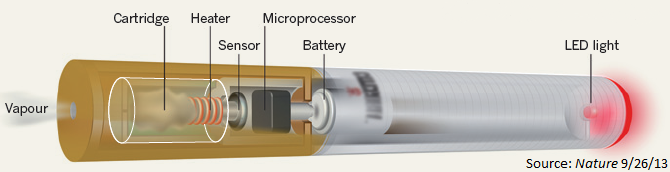 Cartridge Heater Microprocessor
Sensor Battery LED light
Vapour
Source: Nature 9/26/13